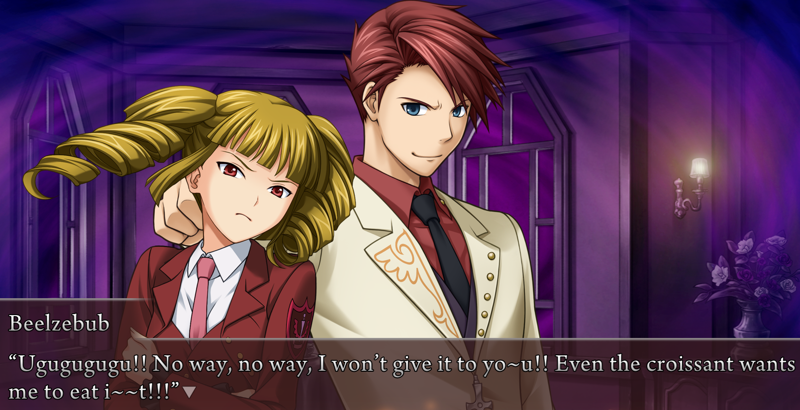 Beelzebub
“Ugugugugu!! No way, no way, I won’t give it to yo~u!! Even the croissant wants
me to eat i~~t!!!”